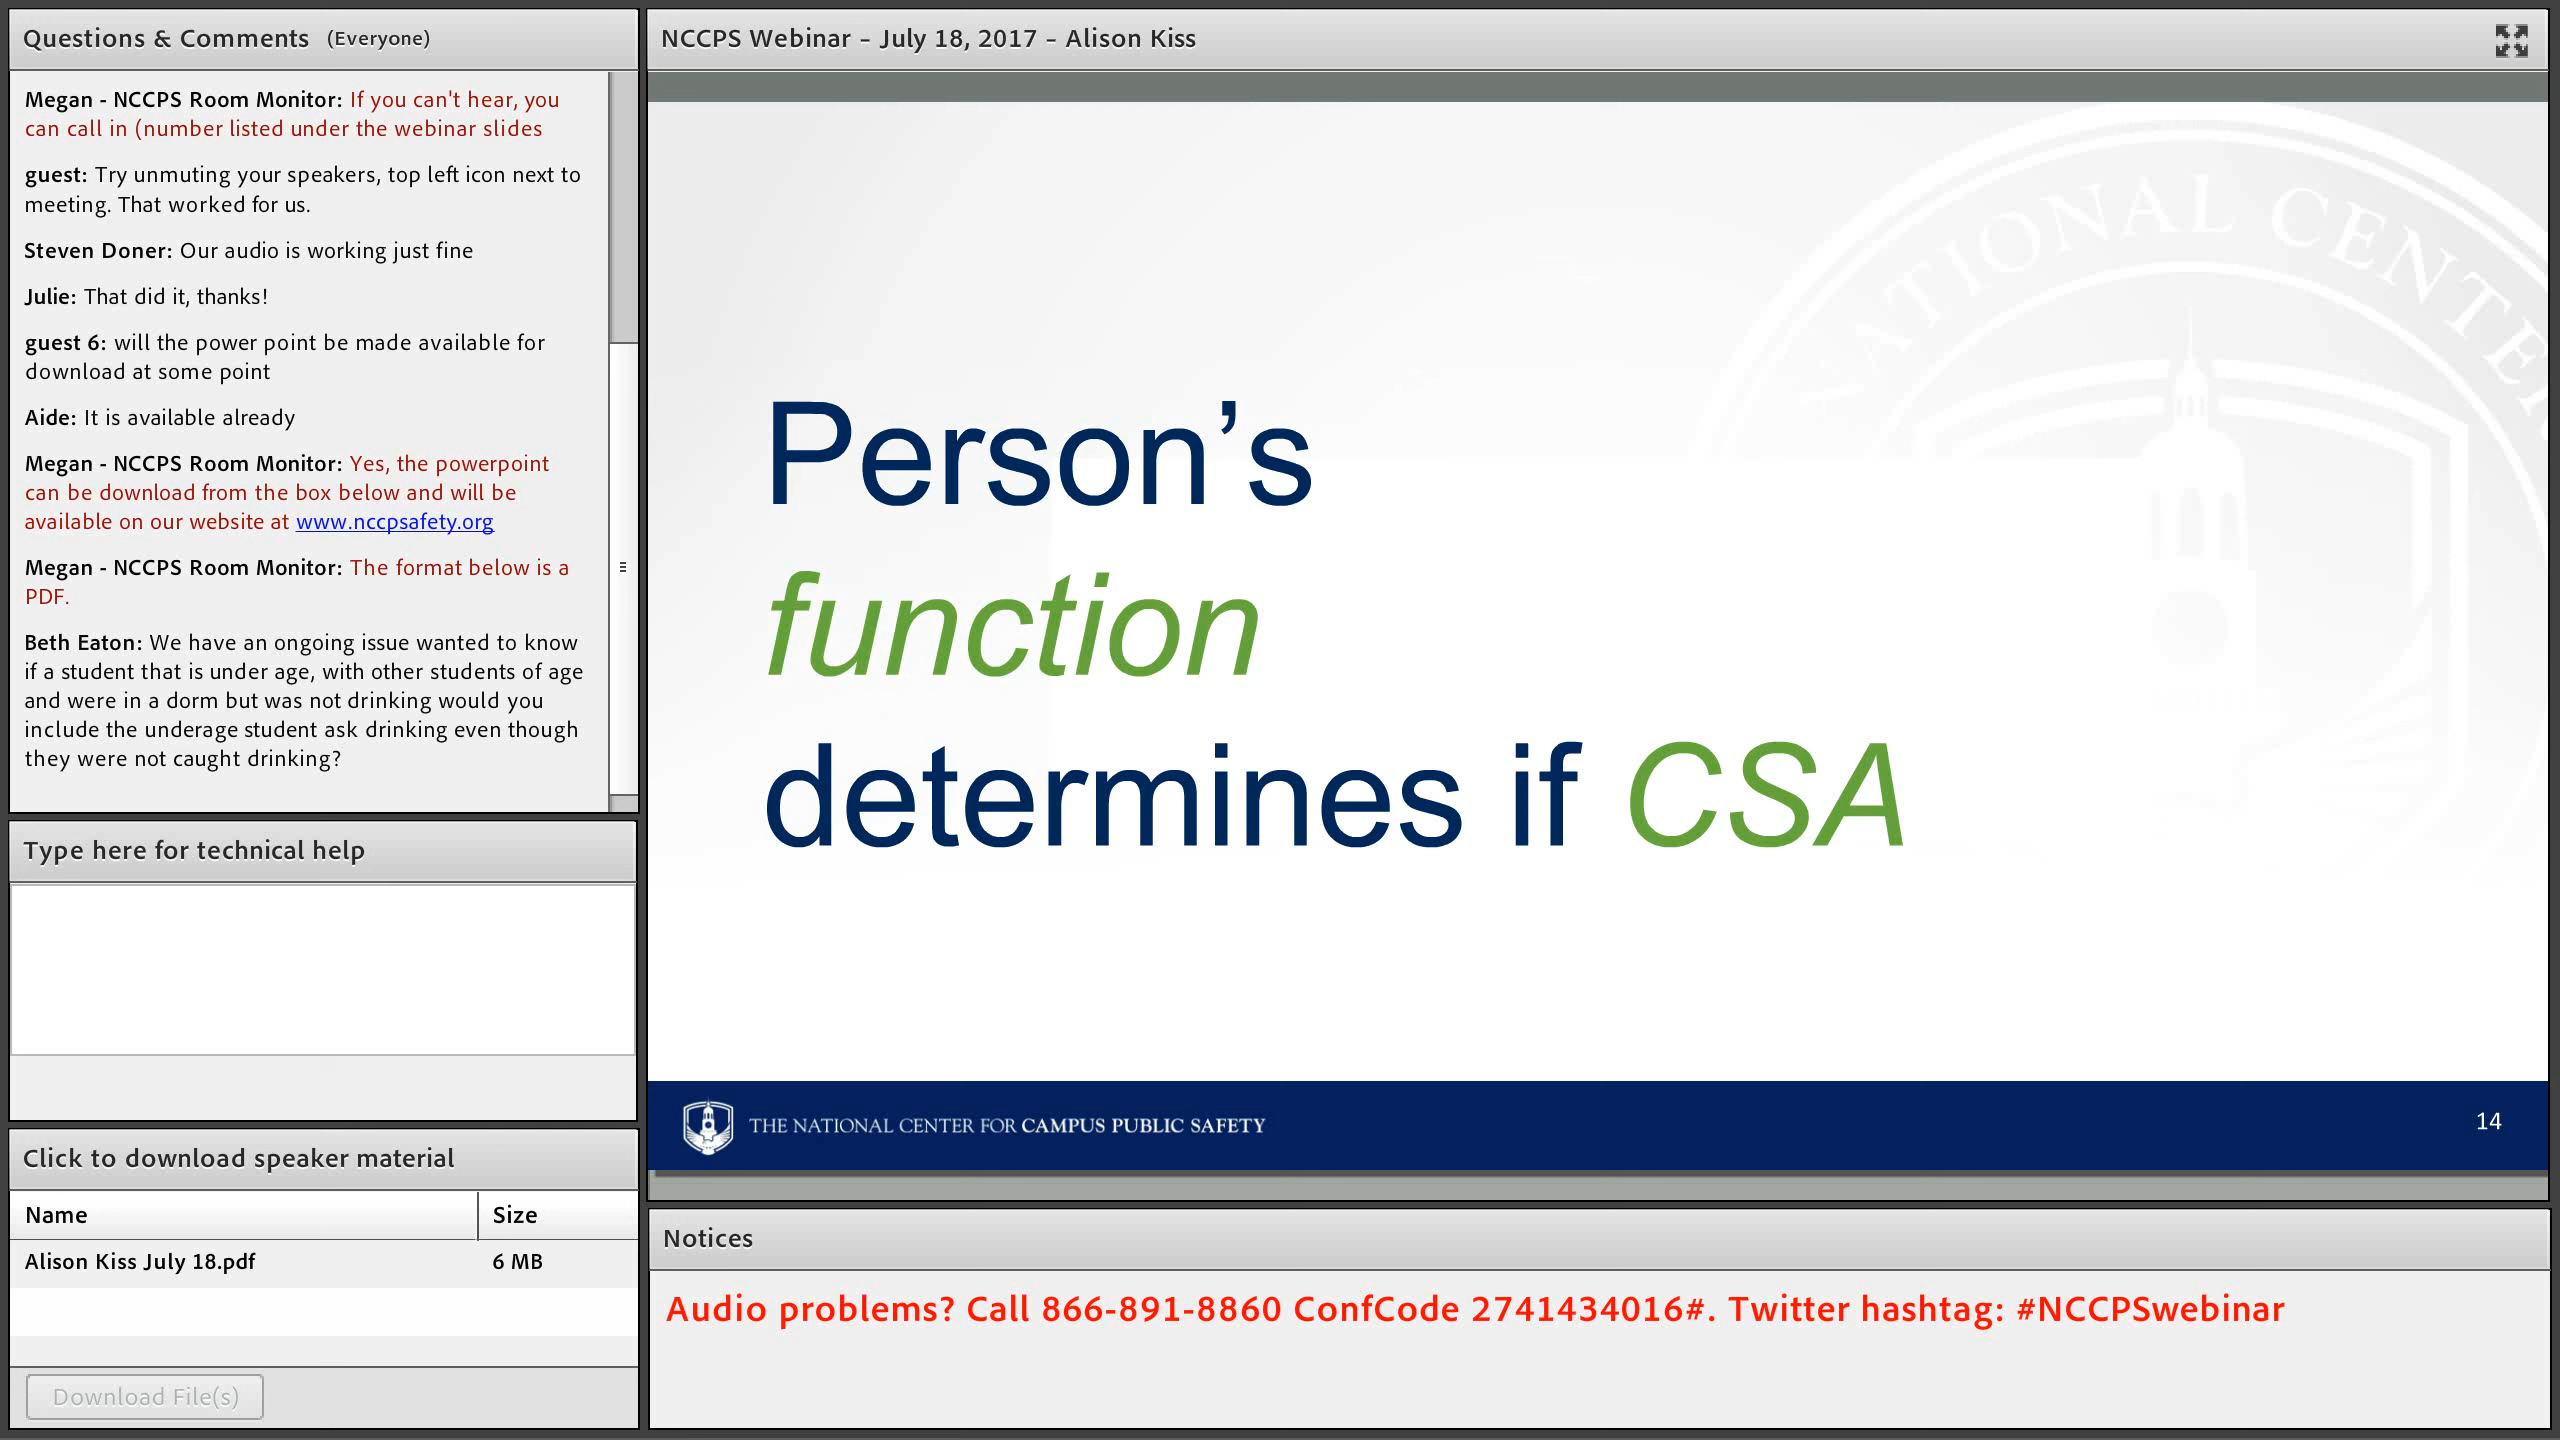 Questions & Comments (Everyone)
Megan - NCCPS Room Monitor: If you can't hear, you
can call in (number listed under the webinar slides
guest: Try unmuting your speakers, top left icon next to
meeting. That worked for us.
Steven Doner: Our audio is working just fine
Julie: That did it, thanks!
guest 6: will the power point be made available for
download at some point
Aide: It is available already
Megan - NCCPS Room Monitor: Yes, the powerpoint
can be download from the box below and will be
available on our website at www.nccpsafety.org
Megan - NCCPS Room Monitor: The format below is a
PDF.
Beth Eaton: We have an ongoing issue wanted to know
if a student that is under age, with other students of age
and were in a dorm but was not drinking would you
include the underage student ask drinking even though
they were not caught drinking?
Type here for technical help
Click to download speaker material
Name Size
Alison Kiss July 18.pdf 6 MB
Download File(s)
NCCPS Webinar – July 18, 2017 – Alison Kiss
NATIONAL CENTER
Person’s
function
determines if CSA
THE NATIONAL CENTER FOR CAMPUS PUBLIC SAFETY
14
Notices
Audio problems? Call 866-891-8860 ConfCode 2741434016#. Twitter hashtag: #NCCPSwebinar